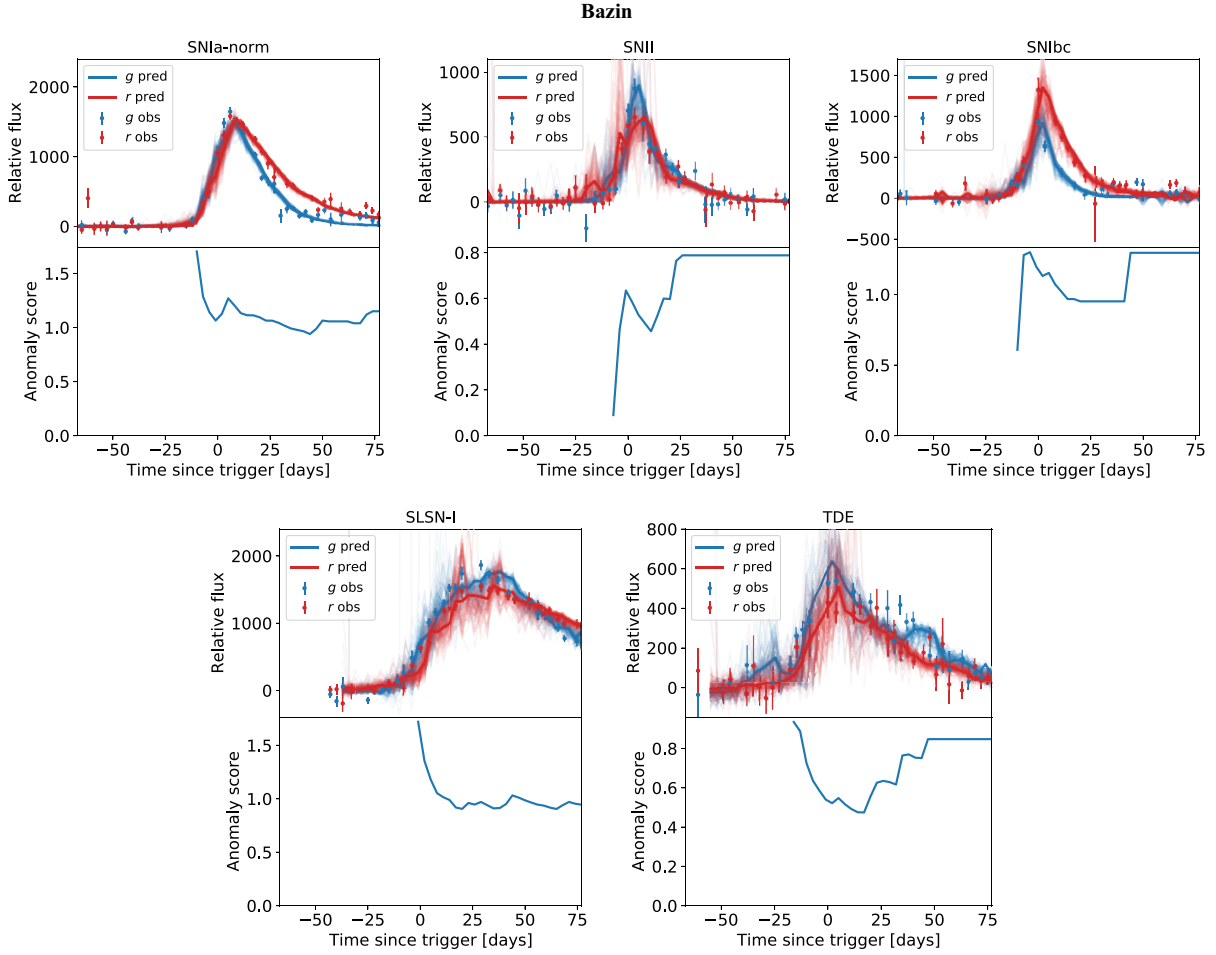 Bazin
SNIa-norm
SNII
SNIbc
g pred
r pred
g obs
r obs
Relative flux
2000
1000
0
g pred
r pred
g obs
r obs
Relative flux
1000
500
0
g pred
r pred
g obs
r obs
Relative flux
1500
1000
500
0
−500
Anomaly score
1.5
1.0
0.5
0.0
Anomaly score
0.8
0.6
0.4
0.2
0.0
Anomaly score
1.0
0.5
0.0
−50 −25 0 25 50 75
−50 −25 0 25 50 75
−50 −25 0 25 50 75
Time since trigger [days]
Time since trigger [days]
Time since trigger [days]
SLSN-I
TDE
g pred
r pred
g obs
r obs
Relative flux
2000
1000
0
g pred
r pred
g obs
r obs
Relative flux
800
600
400
200
0
Anomaly score
1.5
1.0
0.5
0.0
Anomaly score
0.8
0.6
0.4
0.2
0.0
−50 −25 0 25 50 75
−50 −25 0 25 50 75
Time since trigger [days]
Time since trigger [days]